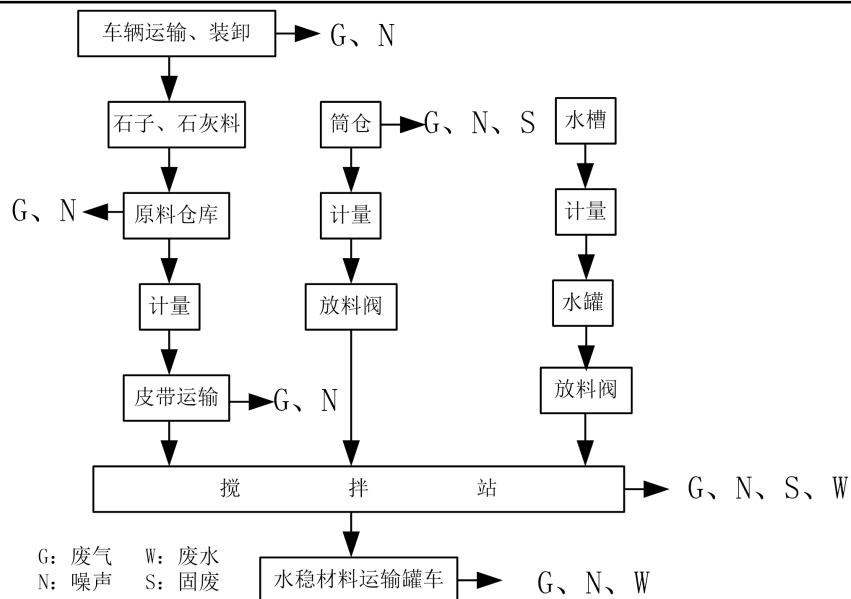 车辆运输、装卸
G、N
石子、石灰料
筒仓
G、N、S
水槽
G、N
原料仓库
计量
计量
计量
放料阀
水罐
皮带运输
G、N
放料阀
搅 拌 站
G、N、S、W
G：废气 W：废水
N：噪声 S：固废
水稳材料运输罐车
G、N、W